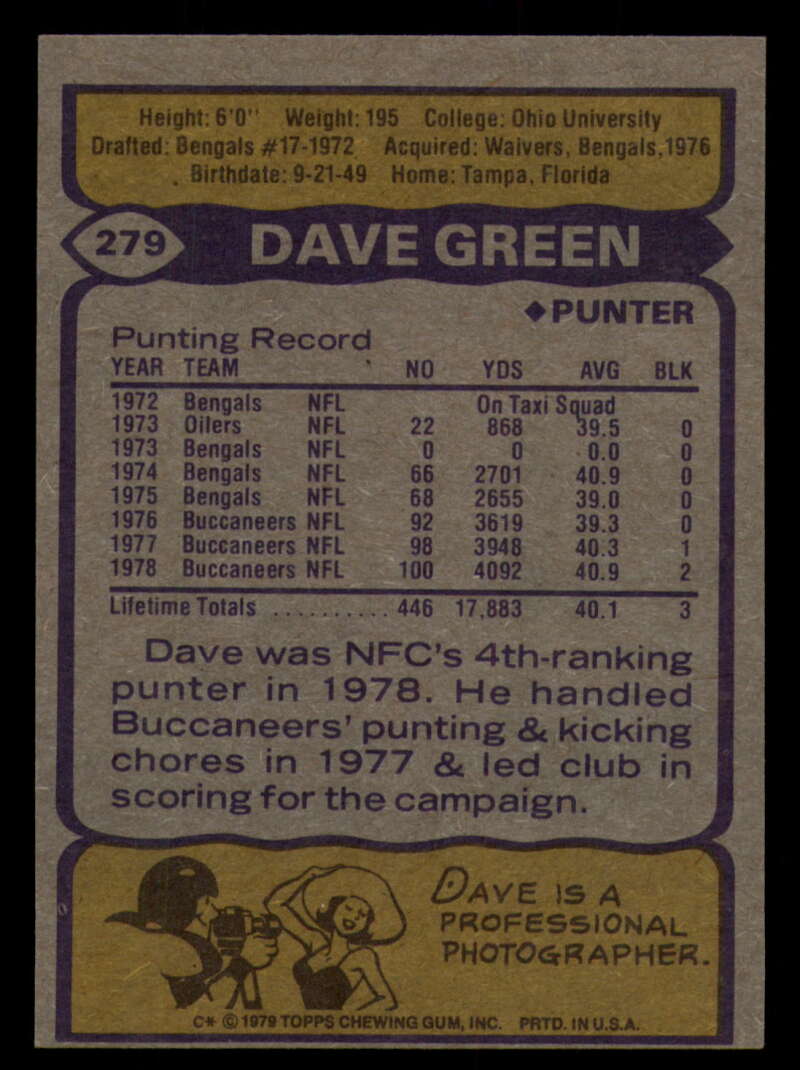 Height: 6'0" Weight: 195 College: Ohio University
Drafted: Bengals #17-1972 Acquired: Waivers, Bengals, 1976
Birthdate: 9-21-49 Home: Tampa, Florida
279 DAVE GREEN
◆PUNTER
Punting Record
YEAR TEAM NO YDS AVG BLK
1972 Bengals NFL On Taxi Squad
1973 Oilers NFL 22 868 39.5 0
1973 Bengals NFL 0 0 0.0 0
1974 Bengals NFL 66 2701 40.9 0
1975 Bengals NFL 68 2655 39.0 0
1976 Buccaneers NFL 92 3619 39.3 0
1977 Buccaneers NFL 98 3948 40.3 1
1978 Buccaneers NFL 100 4092 40.9 2
Lifetime Totals .......... 446 17,883 40.1 3
Dave was NFC's 4th-ranking
punter in 1978. He handled
Buccaneers' punting & kicking
chores in 1977 & led club in
scoring for the campaign.
DAVE IS A
PROFESSIONAL
PHOTOGRAPHER.
C* © 1979 TOPPS CHEWING GUM, INC. PRTD. IN U.S.A.